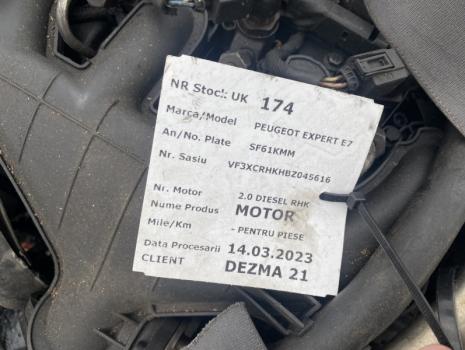 NR Stoc!: UK 174
Marca/Model PEUGEOT EXPERT E7
An/No. Plate SF61KMM
Nr. Sasiu VF3XCRHKHBZ045616
Nr. Motor 2.0 DIESEL RHK
Nume Produs MOTOR
Mile/Km - PENTRU PIESE
Data Procesarii 14.03.2023
CLIENT DEZMA 21